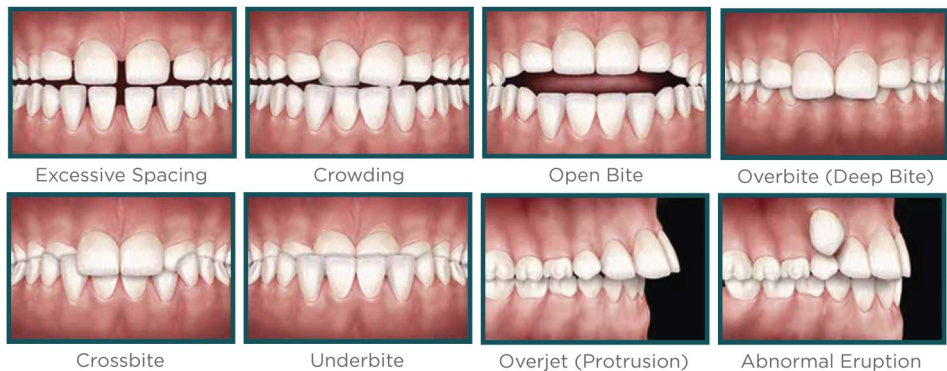 Excessive Spacing
Crowding
Open Bite
Overbite (Deep Bite)
Crossbite
Underbite
Overjet (Protrusion)
Abnormal Eruption